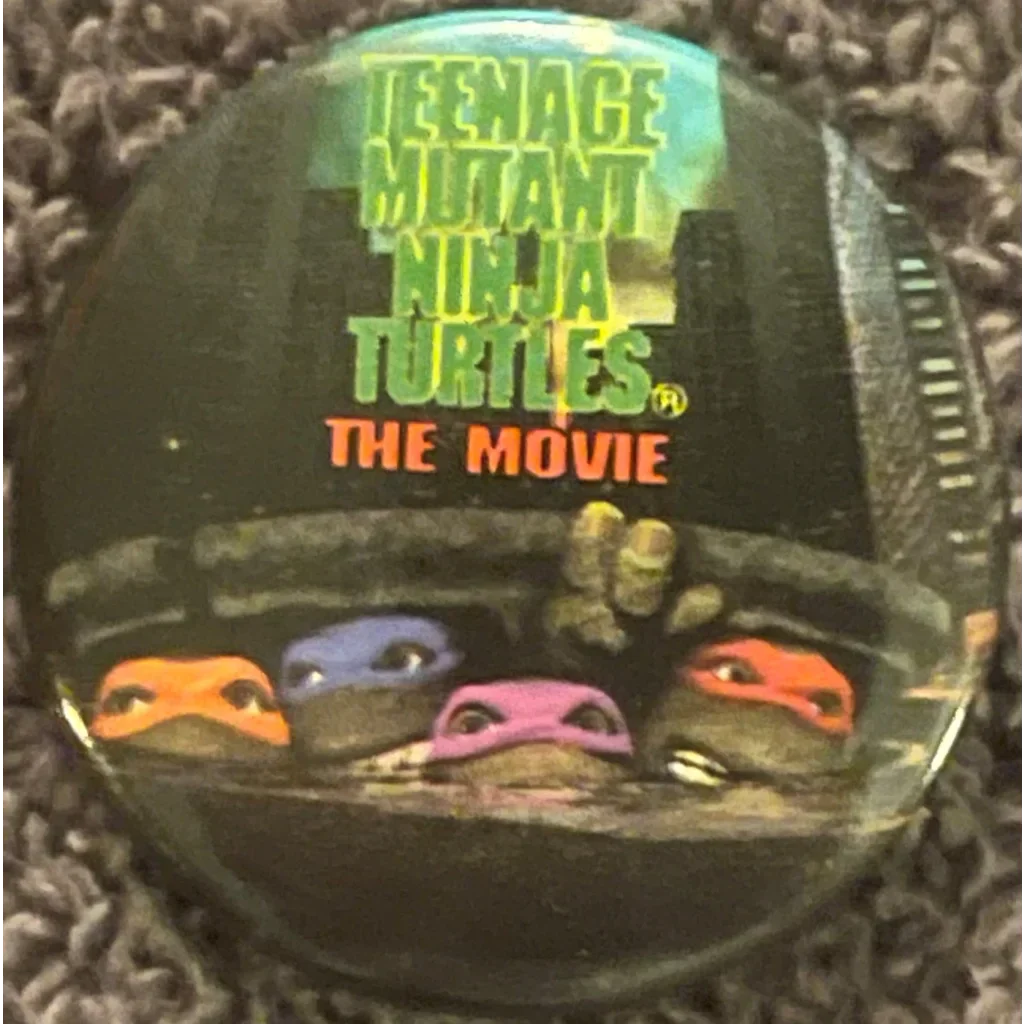 TEENAGE
MUTANT
NINJA
TURTLES®
THE MOVIE